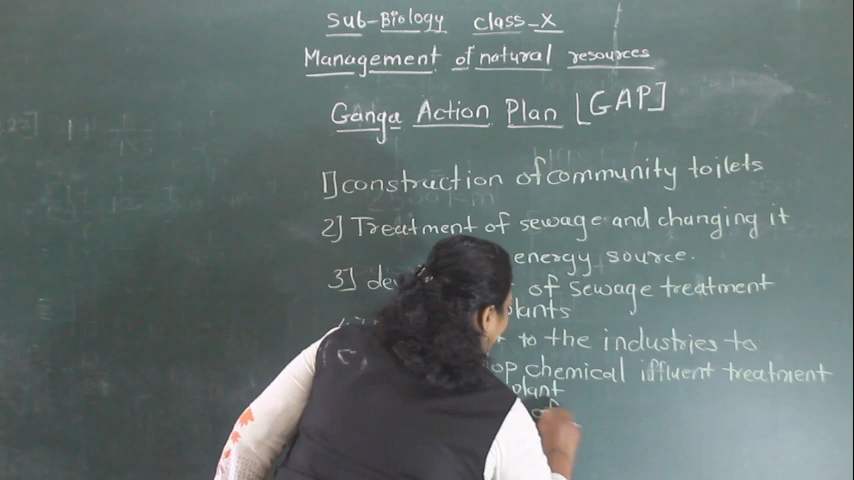 Sub-Biology class-X
Management of natural resources
Ganga Action Plan [GAP]
1] construction of community toilets
2] Treatment of sewage and changing it
energy source.
3] of sewage treatment
plants
to the industries to
chemical iffluent treatment
plant
of